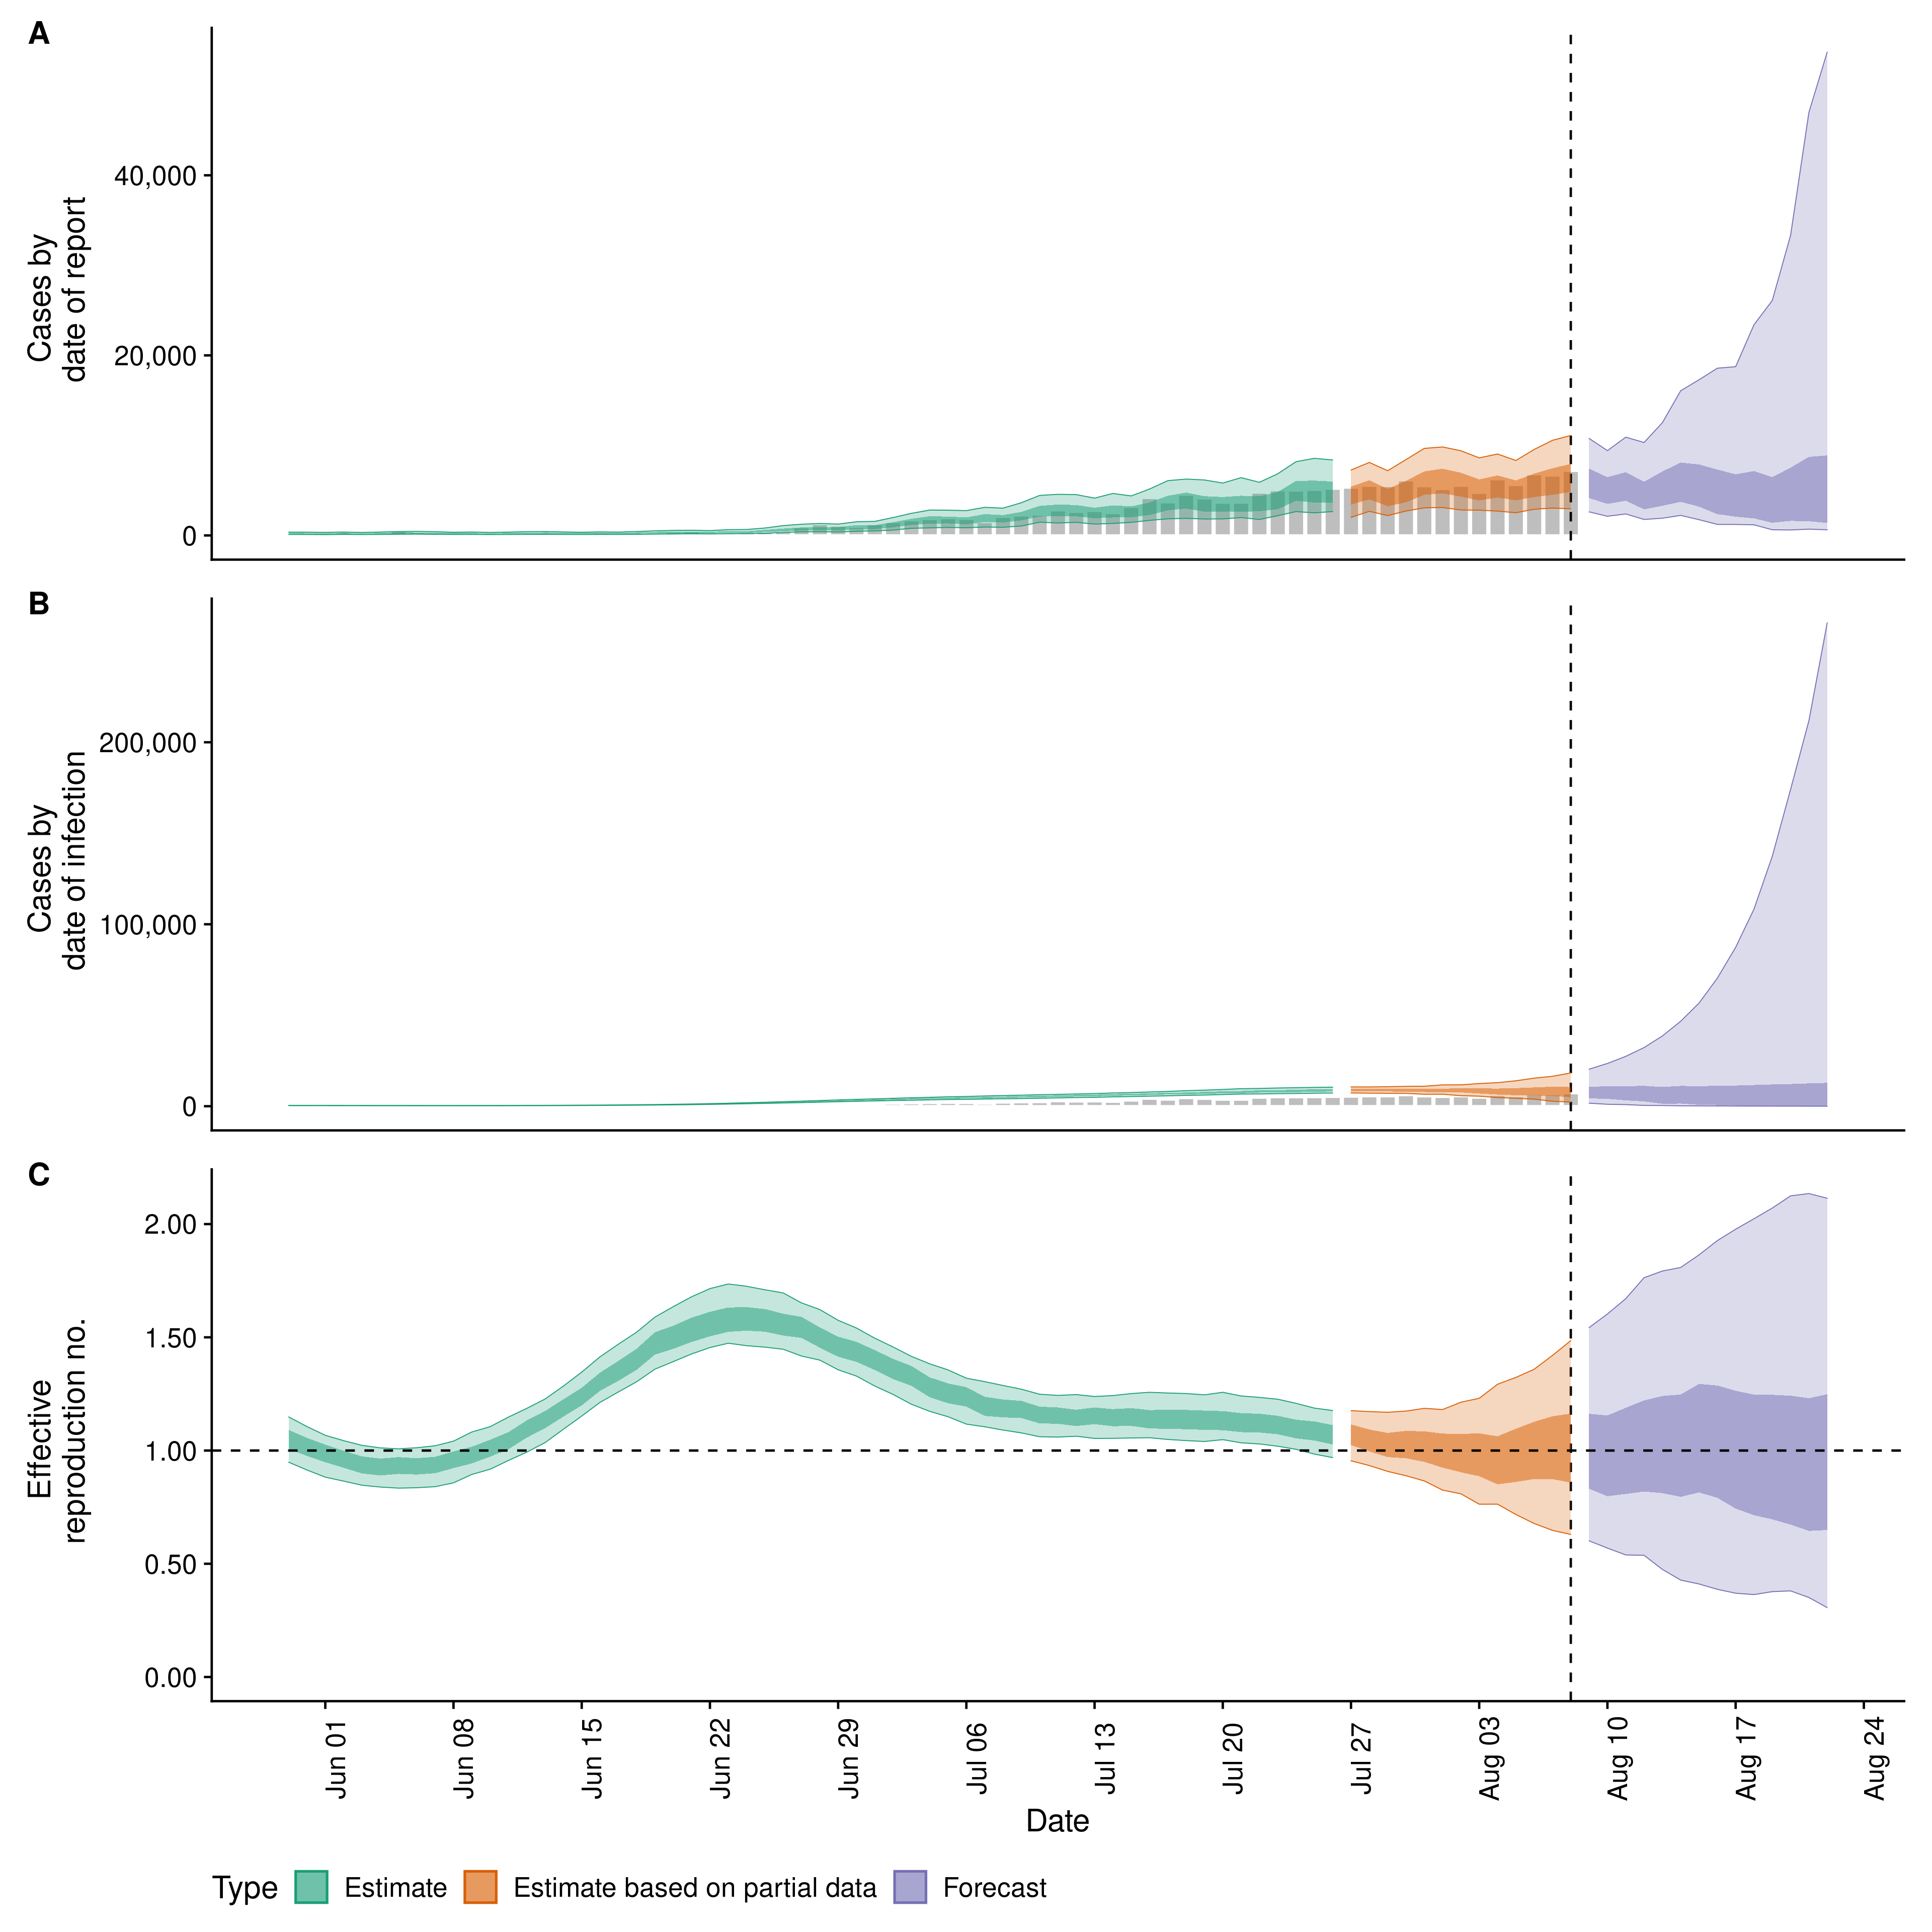 A
Cases by
date of report
40,000
20,000
0
B
Cases by
date of infection
200,000
100,000
0
C
Effective
reproduction no.
2.00
1.50
1.00
0.50
0.00
Jun 01
Jun 08
Jun 15
Jun 22
Jun 29
Jul 06
Jul 13
Jul 20
Jul 27
Aug 03
Aug 10
Aug 17
Aug 24
Date
Type Estimate Estimate based on partial data Forecast